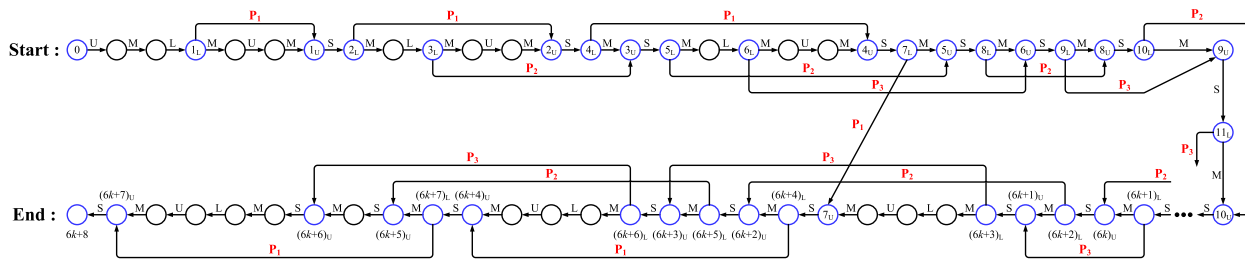 P₁ P₁ P₁ P₂
Start : 0 U M L 1L M U M 1U S 2L M L 3L M U M 2U S 4L M 3U S 5L M L 6L M U M 4U S 7L M 5U S 8L M 6U S 9L M 8U S 10L M 9U
P₂ P₂ P₂
P₃ P₃
S
P₁ 11L
P₃
P₃ P₃
P₂ P₂ P₂ M
(6k+7)U (6k+7)L (6k+4)U (6k+4)L (6k+1)U (6k+1)L
End : S M U L M S M S M S M U L S S M S M S 7U M U L S S M S M S ••• S 10U S
6k+8 (6k+6)U (6k+5)U (6k+6)L (6k+3)U (6k+5)L (6k+2)U (6k+3)L (6k+2)L (6k)U
P₁ P₁ P₃